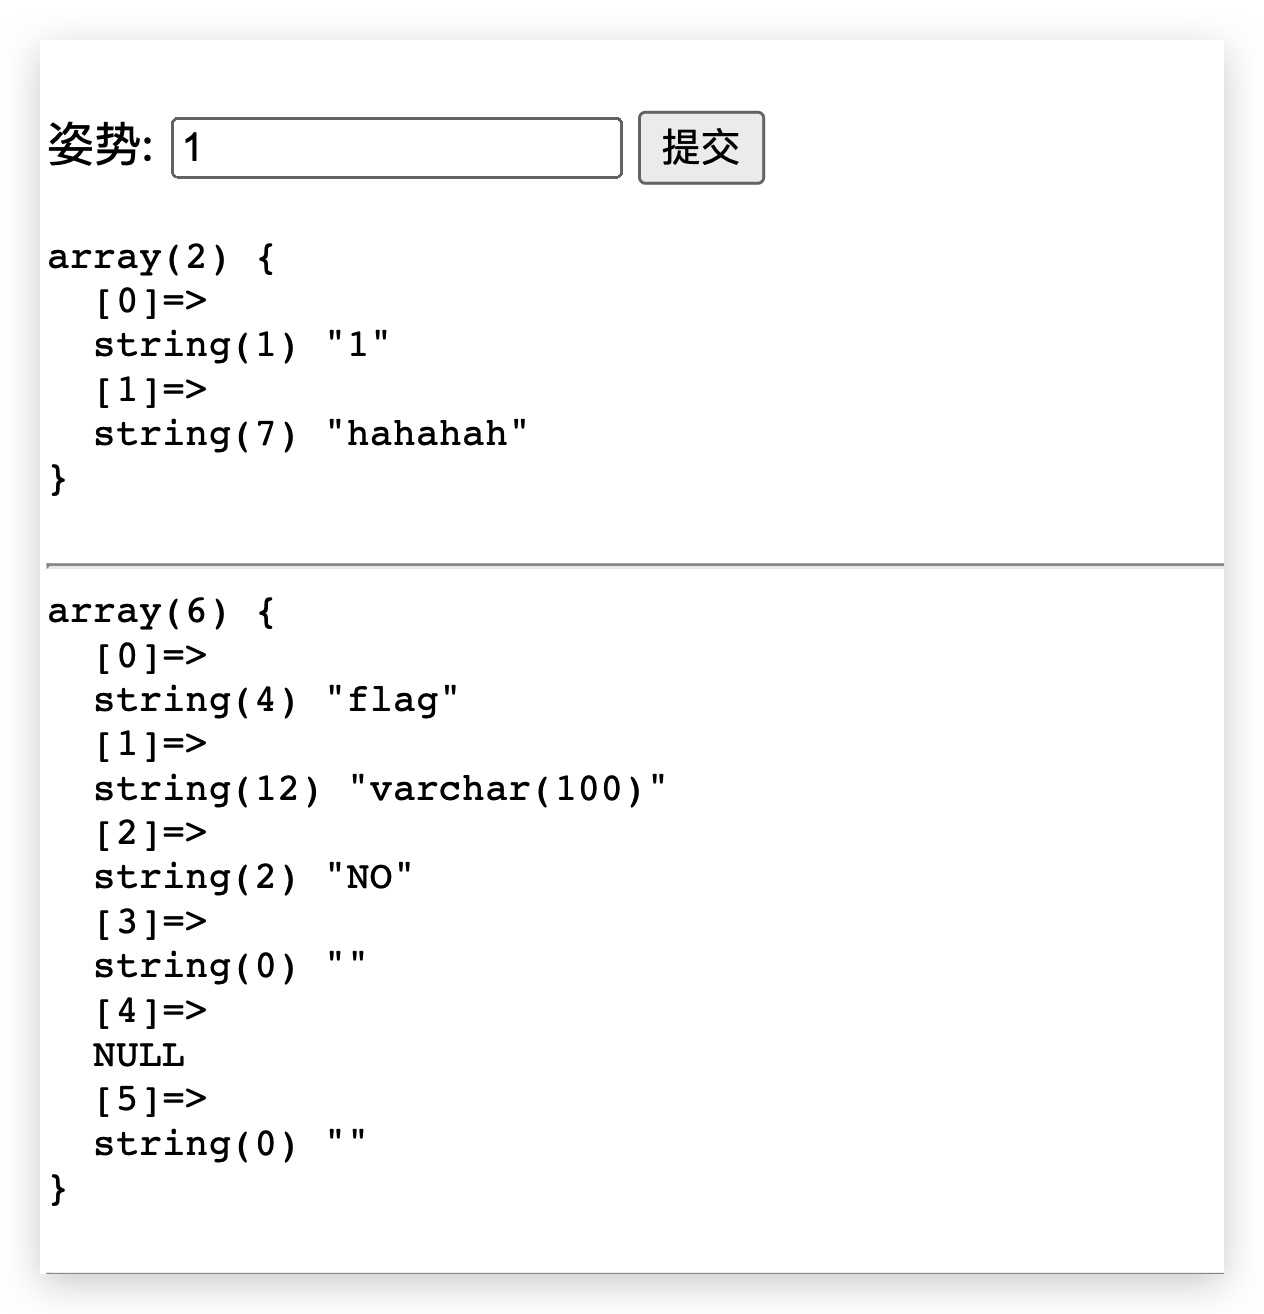 姿势: 1 提交
array(2) {
  [0]=>
  string(1) "1"
  [1]=>
  string(7) "hahahah"
}
array(6) {
  [0]=>
  string(4) "flag"
  [1]=>
  string(12) "varchar(100)"
  [2]=>
  string(2) "NO"
  [3]=>
  string(0) ""
  [4]=>
  NULL
  [5]=>
  string(0) ""
}